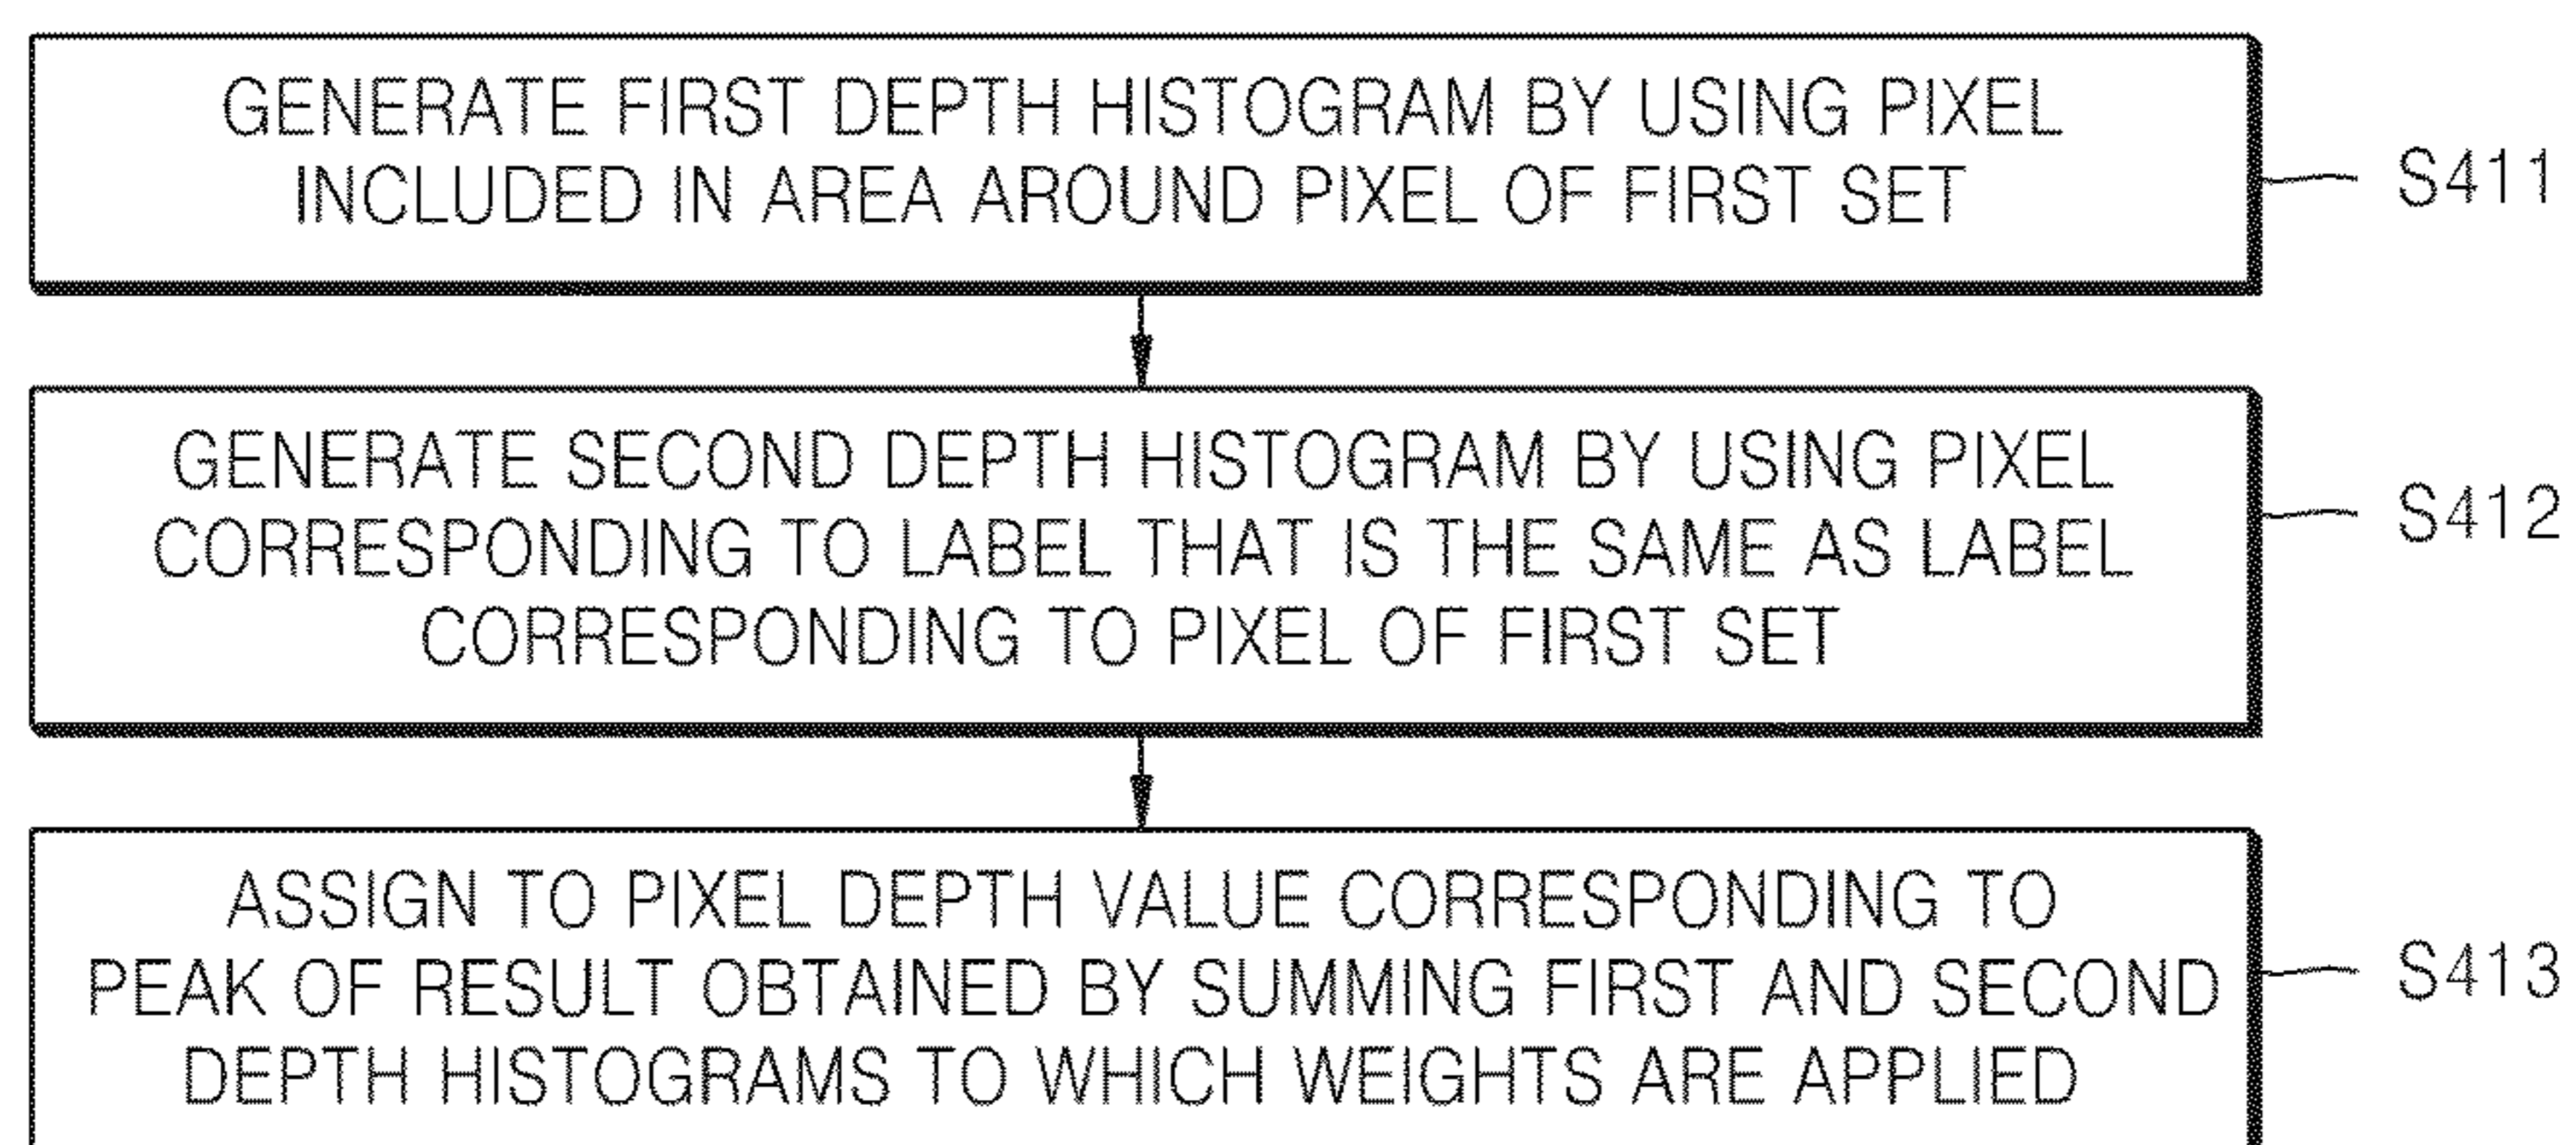 GENERATE FIRST DEPTH HISTOGRAM BY USING PIXEL
INCLUDED IN AREA AROUND PIXEL OF FIRST SET
S411
GENERATE SECOND DEPTH HISTOGRAM BY USING PIXEL
CORRESPONDING TO LABEL THAT IS THE SAME AS LABEL
CORRESPONDING TO PIXEL OF FIRST SET
S412
ASSIGN TO PIXEL DEPTH VALUE CORRESPONDING TO
PEAK OF RESULT OBTAINED BY SUMMING FIRST AND SECOND
DEPTH HISTOGRAMS TO WHICH WEIGHTS ARE APPLIED
S413